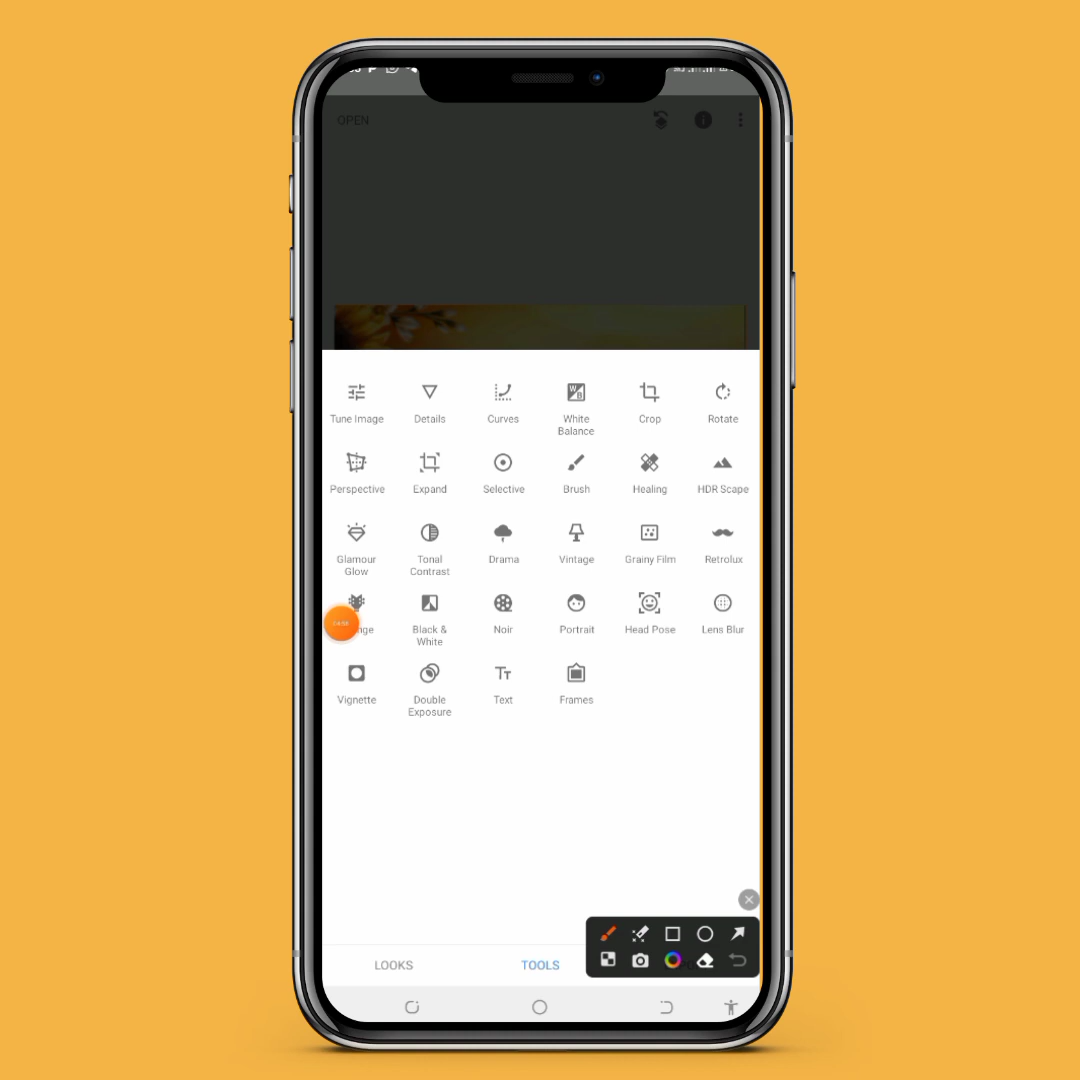 OPEN
Tune Image
Details
Curves
White
Balance
Crop
Rotate
Perspective
Expand
Selective
Brush
Healing
HDR Scape
Glamour
Glow
Tonal
Contrast
Drama
Vintage
Grainy Film
Retrolux
nge
Black &
White
Noir
Portrait
Head Pose
Lens Blur
Vignette
Double
Exposure
Text
Frames
LOOKS
TOOLS